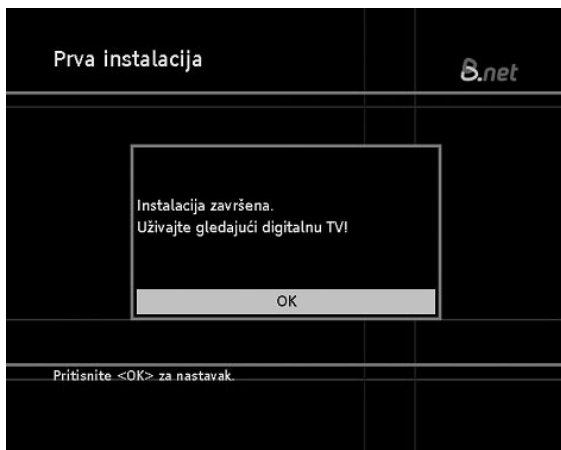 Prva instalacija
B.net
Instalacija završena.
Uživajte gledajući digitalnu TV!
OK
Pritisnite <OK> za nastavak.